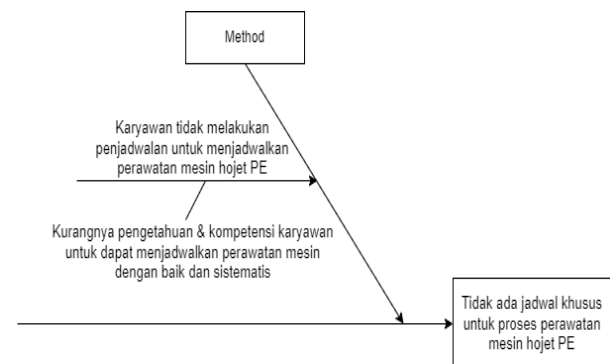 Method
Karyawan tidak melakukan
penjadwalan untuk menjadwalkan
perawatan mesin hojet PE
Kurangnya pengetahuan & kompetensi karyawan
untuk dapat menjadwalkan perawatan mesin
dengan baik dan sistematis
Tidak ada jadwal khusus
untuk proses perawatan
mesin hojet PE